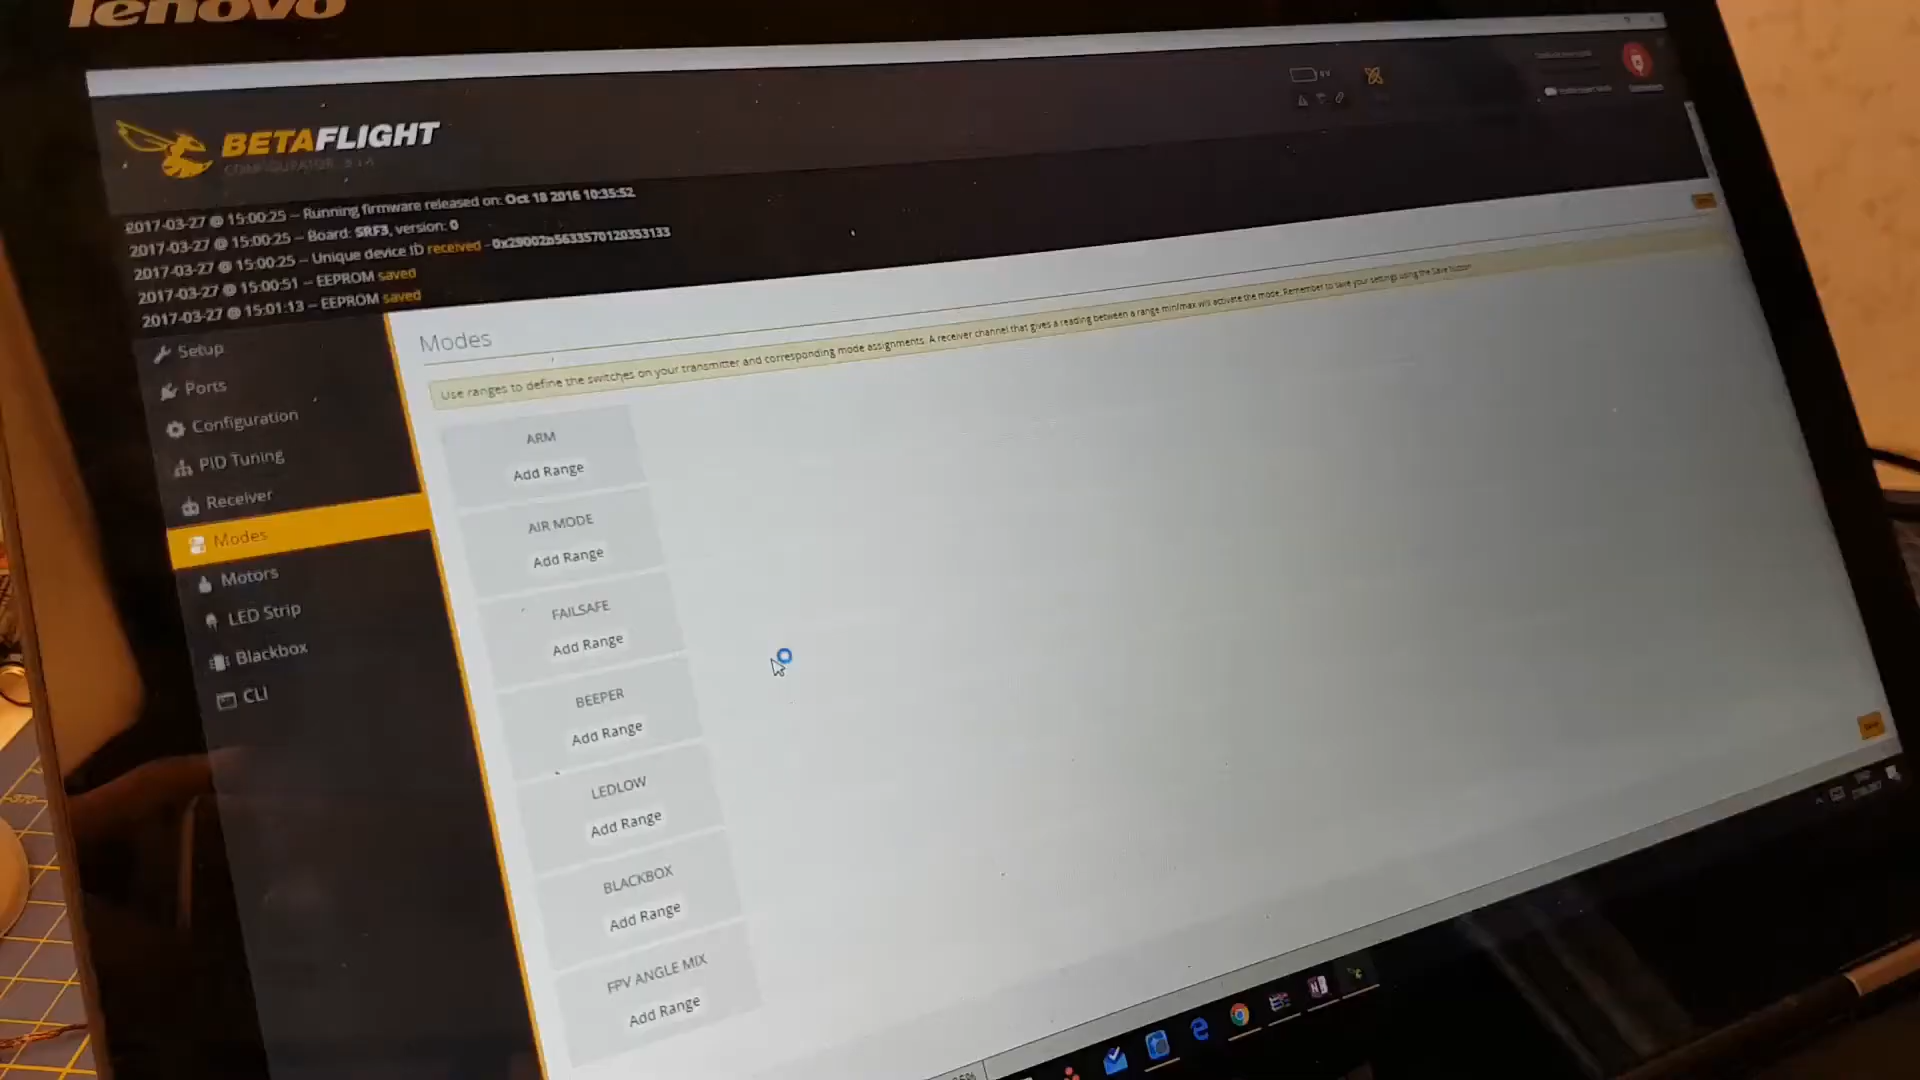 lenovo
BETAFLIGHT
CONFIGURATOR
2017-03-27 @ 15:00:25 -- Running firmware released on: Oct 18 2016 10:35:52
2017-03-27 @ 15:00:25 -- Board: SRF3, version: 0
2017-03-27 @ 15:00:25 -- Unique device ID received - 0x29002b5633570120353133
2017-03-27 @ 15:00:51 -- EEPROM saved
2017-03-27 @ 15:01:13 -- EEPROM saved
Setup
Ports
Configuration
PID Tuning
Receiver
Modes
Motors
LED Strip
Blackbox
CLI
Modes
Use ranges to define the switches on your transmitter and corresponding mode assignments. A receiver channel that gives a reading between a range min/max will activate the mode. Remember to save your settings using the Save button
ARM
Add Range
AIR MODE
Add Range
FAILSAFE
Add Range
BEEPER
Add Range
LEDLOW
Add Range
BLACKBOX
Add Range
FPV ANGLE MIX
Add Range